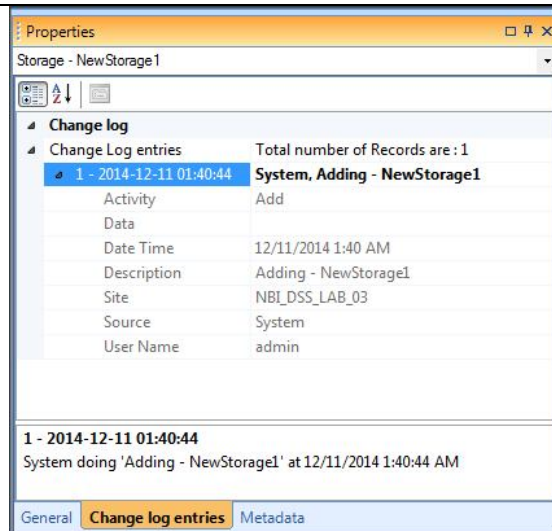 Properties
Storage - NewStorage1
Change log
Change Log entries Total number of Records are : 1
1 - 2014-12-11 01:40:44 System, Adding - NewStorage1
Activity Add
Data
Date Time 12/11/2014 1:40 AM
Description Adding - NewStorage1
Site NBI_DSS_LAB_03
Source System
User Name admin
1 - 2014-12-11 01:40:44
System doing 'Adding - NewStorage1' at 12/11/2014 1:40:44 AM
General Change log entries Metadata